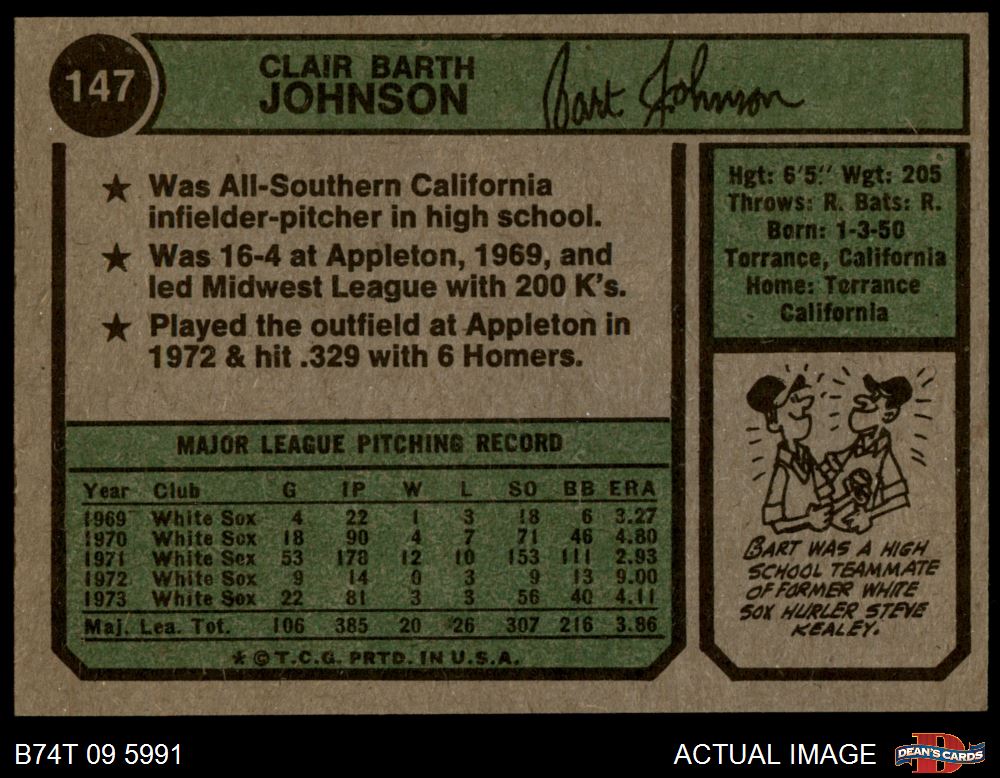 147
CLAIR BARTH
JOHNSON
Bart Johnson
★ Was All-Southern California
infielder-pitcher in high school.
★ Was 16-4 at Appleton, 1969, and
led Midwest League with 200 K's.
★ Played the outfield at Appleton in
1972 & hit .329 with 6 Homers.
Hgt: 6'5" Wgt: 205
Throws: R. Bats: R.
Born: 1-3-50
Torrance, California
Home: Torrance
California
MAJOR LEAGUE PITCHING RECORD
Year Club G IP W L SO BB ERA
1969 White Sox 4 22 1 3 18 6 3.27
1970 White Sox 18 90 4 7 71 46 4.80
1971 White Sox 53 178 12 10 153 111 2.93
1972 White Sox 9 14 0 3 9 13 9.00
1973 White Sox 22 81 3 3 56 40 4.11
Maj. Lea. Tot. 106 385 20 26 307 216 3.86
* © T.C.G. PRTD. IN U.S.A.
BART WAS A HIGH
SCHOOL TEAMMATE
OF FORMER WHITE
SOX HURLER STEVE
KEALEY.
B74T 09 5991
ACTUAL IMAGE
D
DEAN'S CARDS